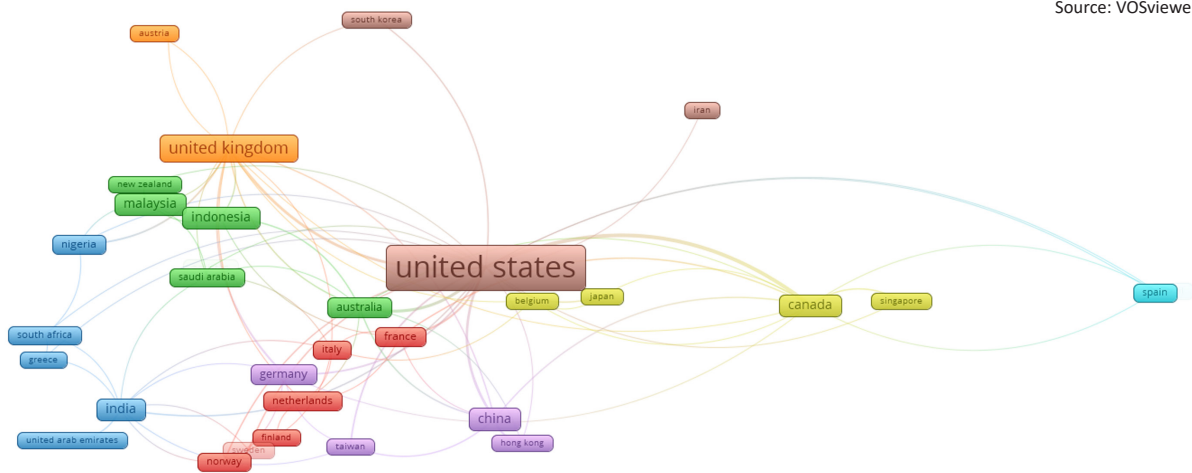 Source: VOSviewe
south korea
austria
iran
united kingdom
new zealand
malaysia
indonesia
nigeria
united states
saudi arabia
spain
belgium
japan
canada
singapore
australia
south africa
france
italy
greece
germany
netherlands
india
china
finland
united arab emirates
hong kong
taiwan
sweden
norway